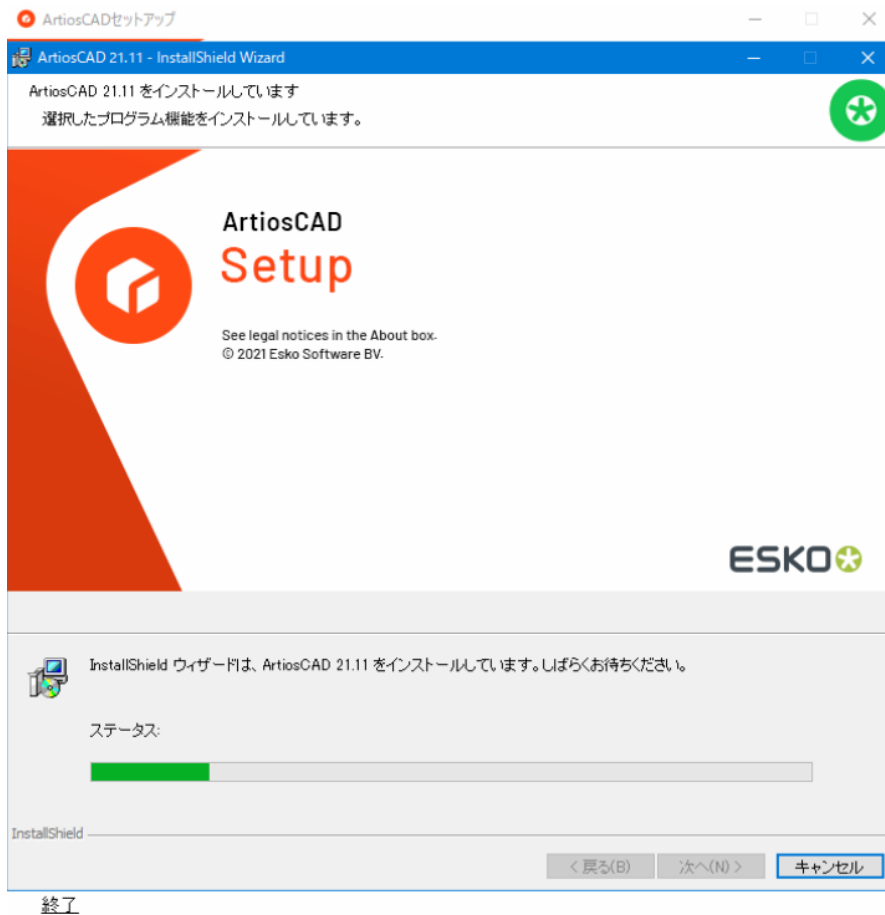 ArtiosCADセットアップ
ArtiosCAD 21.11 - InstallShield Wizard
ArtiosCAD 21.11 をインストールしています
選択したプログラム機能をインストールしています。
ArtiosCAD
Setup
See legal notices in the About box.
© 2021 Esko Software BV.
ESKO
InstallShield ウィザードは、ArtiosCAD 21.11 をインストールしています。しばらくお待ちください。
ステータス:
InstallShield
< 戻る(B) 次へ(N) > キャンセル
終了